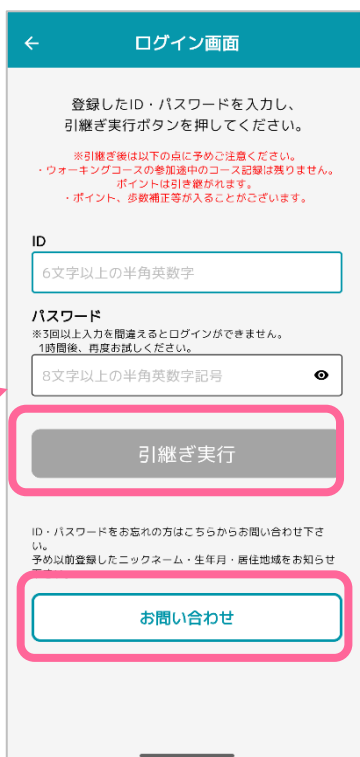 ログイン画面
登録したID・パスワードを入力し、
引継ぎ実行ボタンを押してください。
※引継ぎ後は以下の点に予めご注意ください。
・ウォーキングコースの参加途中のコース記録は残りません。
ポイントは引き継がれます。
・ポイント、歩数補正等が入ることがございます。
ID
6文字以上の半角英数字
パスワード
※3回以上入力を間違えるとログインができません。
1時間後、再度お試しください。
8文字以上の半角英数字記号
引継ぎ実行
ID・パスワードをお忘れの方はこちらからお問い合わせ下さ
い。
予め以前登録したニックネーム・生年月・居住地域をお知らせ
お問い合わせ